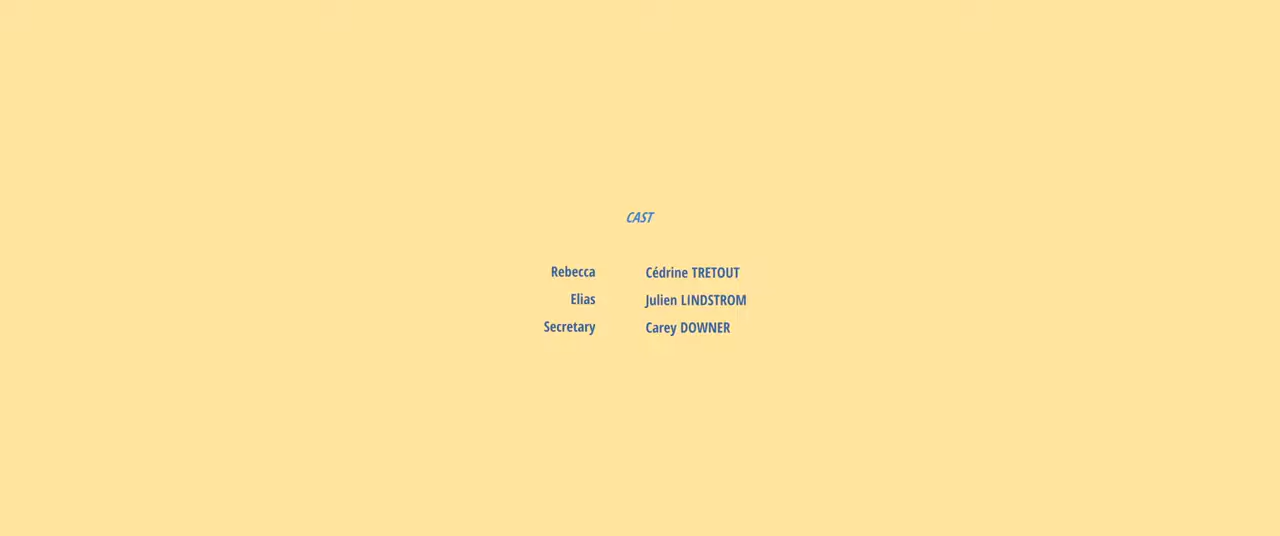 CAST
Rebecca Cédrine TRETOUT
Elias Julien LINDSTROM
Secretary Carey DOWNER